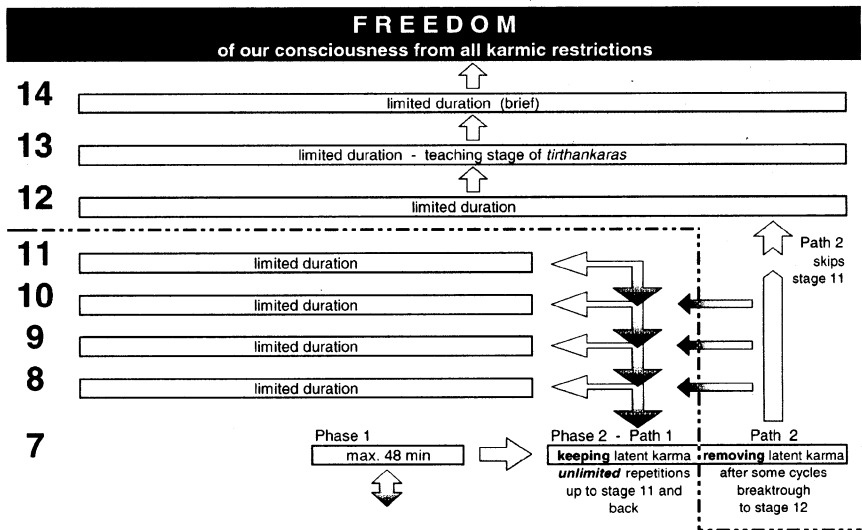 FREEDOM
of our consciousness from all karmic restrictions
14
limited duration (brief)
13
limited duration - teaching stage of tirthankaras
12
limited duration
11
limited duration
Path 2
skips
stage 11
10
limited duration
9
limited duration
8
limited duration
7
Phase 1
max. 48 min
Phase 2 - Path 1
keeping latent karma
unlimited repetitions
up to stage 11 and
back
Path 2
removing latent karma
after some cycles
breaktrough
to stage 12